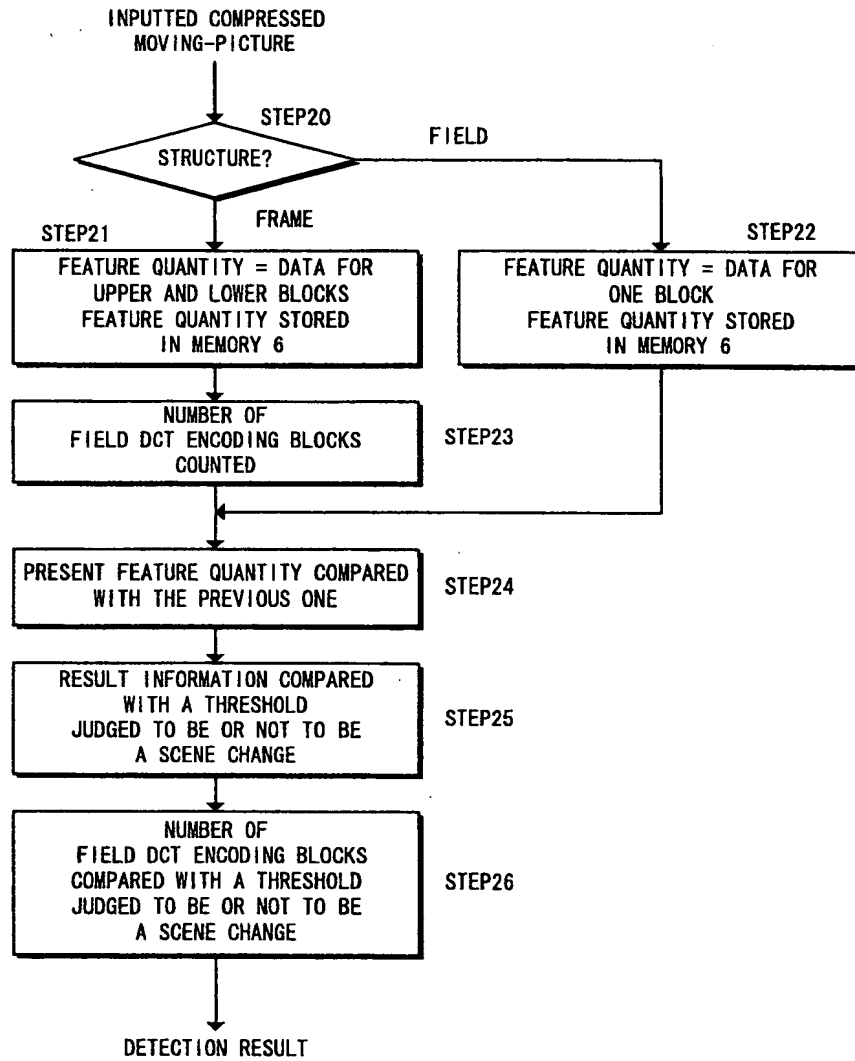 INPUTTED COMPRESSED
MOVING-PICTURE
STEP20
STRUCTURE?
FIELD
FRAME
STEP21
FEATURE QUANTITY = DATA FOR
UPPER AND LOWER BLOCKS
FEATURE QUANTITY STORED
IN MEMORY 6
STEP22
FEATURE QUANTITY = DATA FOR
ONE BLOCK
FEATURE QUANTITY STORED
IN MEMORY 6
NUMBER OF
FIELD DCT ENCODING BLOCKS
COUNTED
STEP23
PRESENT FEATURE QUANTITY COMPARED
WITH THE PREVIOUS ONE
STEP24
RESULT INFORMATION COMPARED
WITH A THRESHOLD
JUDGED TO BE OR NOT TO BE
A SCENE CHANGE
STEP25
NUMBER OF
FIELD DCT ENCODING BLOCKS
COMPARED WITH A THRESHOLD
JUDGED TO BE OR NOT TO BE
A SCENE CHANGE
STEP26
DETECTION RESULT